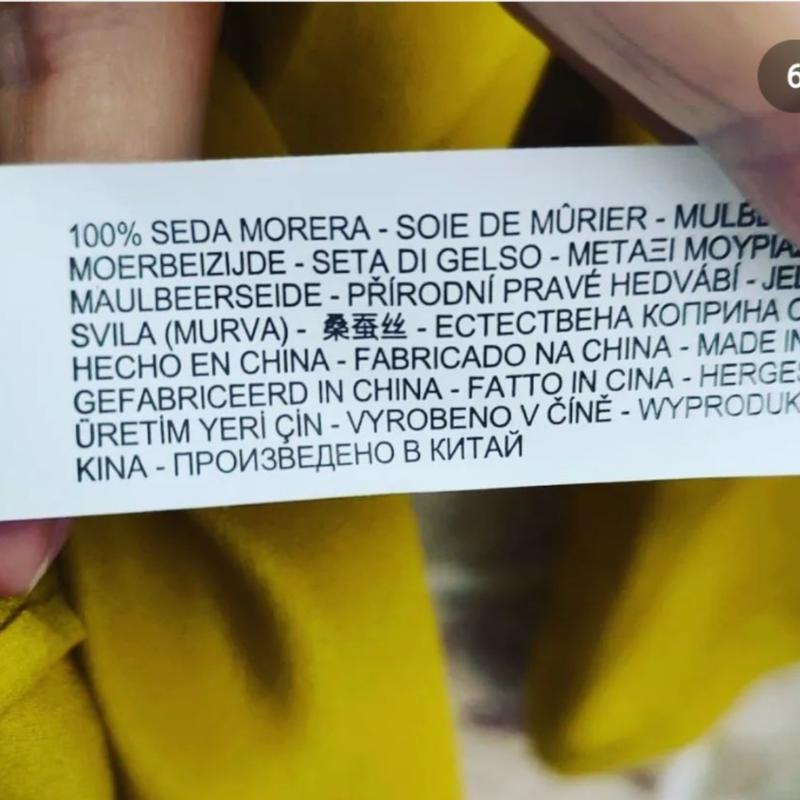 6
100% SEDA MORERA - SOIE DE MÛRIER -
MOERBEIZIJDE - SETA DI GELSO - ΜΕΤΑΞΙ
MAULBEERSEIDE - PŘÍRODNÍ PRAVÉ HEDVÁBÍ -
SVILA (MURVA) - 桑蚕丝 - ЕСТЕСТВЕНА КОПРИНА
HECHO EN CHINA - FABRICADO NA CHINA - MADE
GEFABRICEERD IN CHINA - FATTO IN CINA -
ÜRETİM YERİ ÇİN - VYROBENO V ČÍNĚ -
KINA - ПРОИЗВЕДЕНО В КИТАЙ